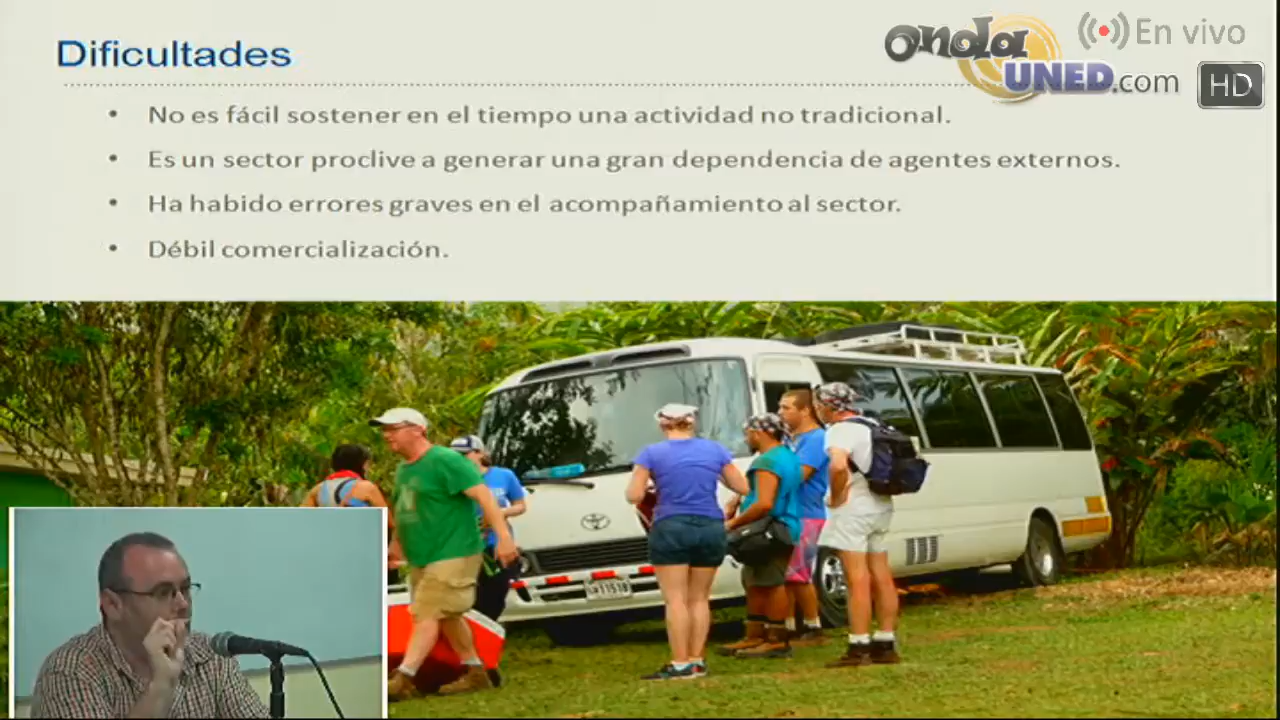 Dificultades
onda
UNED.com
En vivo
HD
• No es fácil sostener en el tiempo una actividad no tradicional.
• Es un sector proclive a generar una gran dependencia de agentes externos.
• Ha habido errores graves en el acompañamiento al sector.
• Débil comercialización.